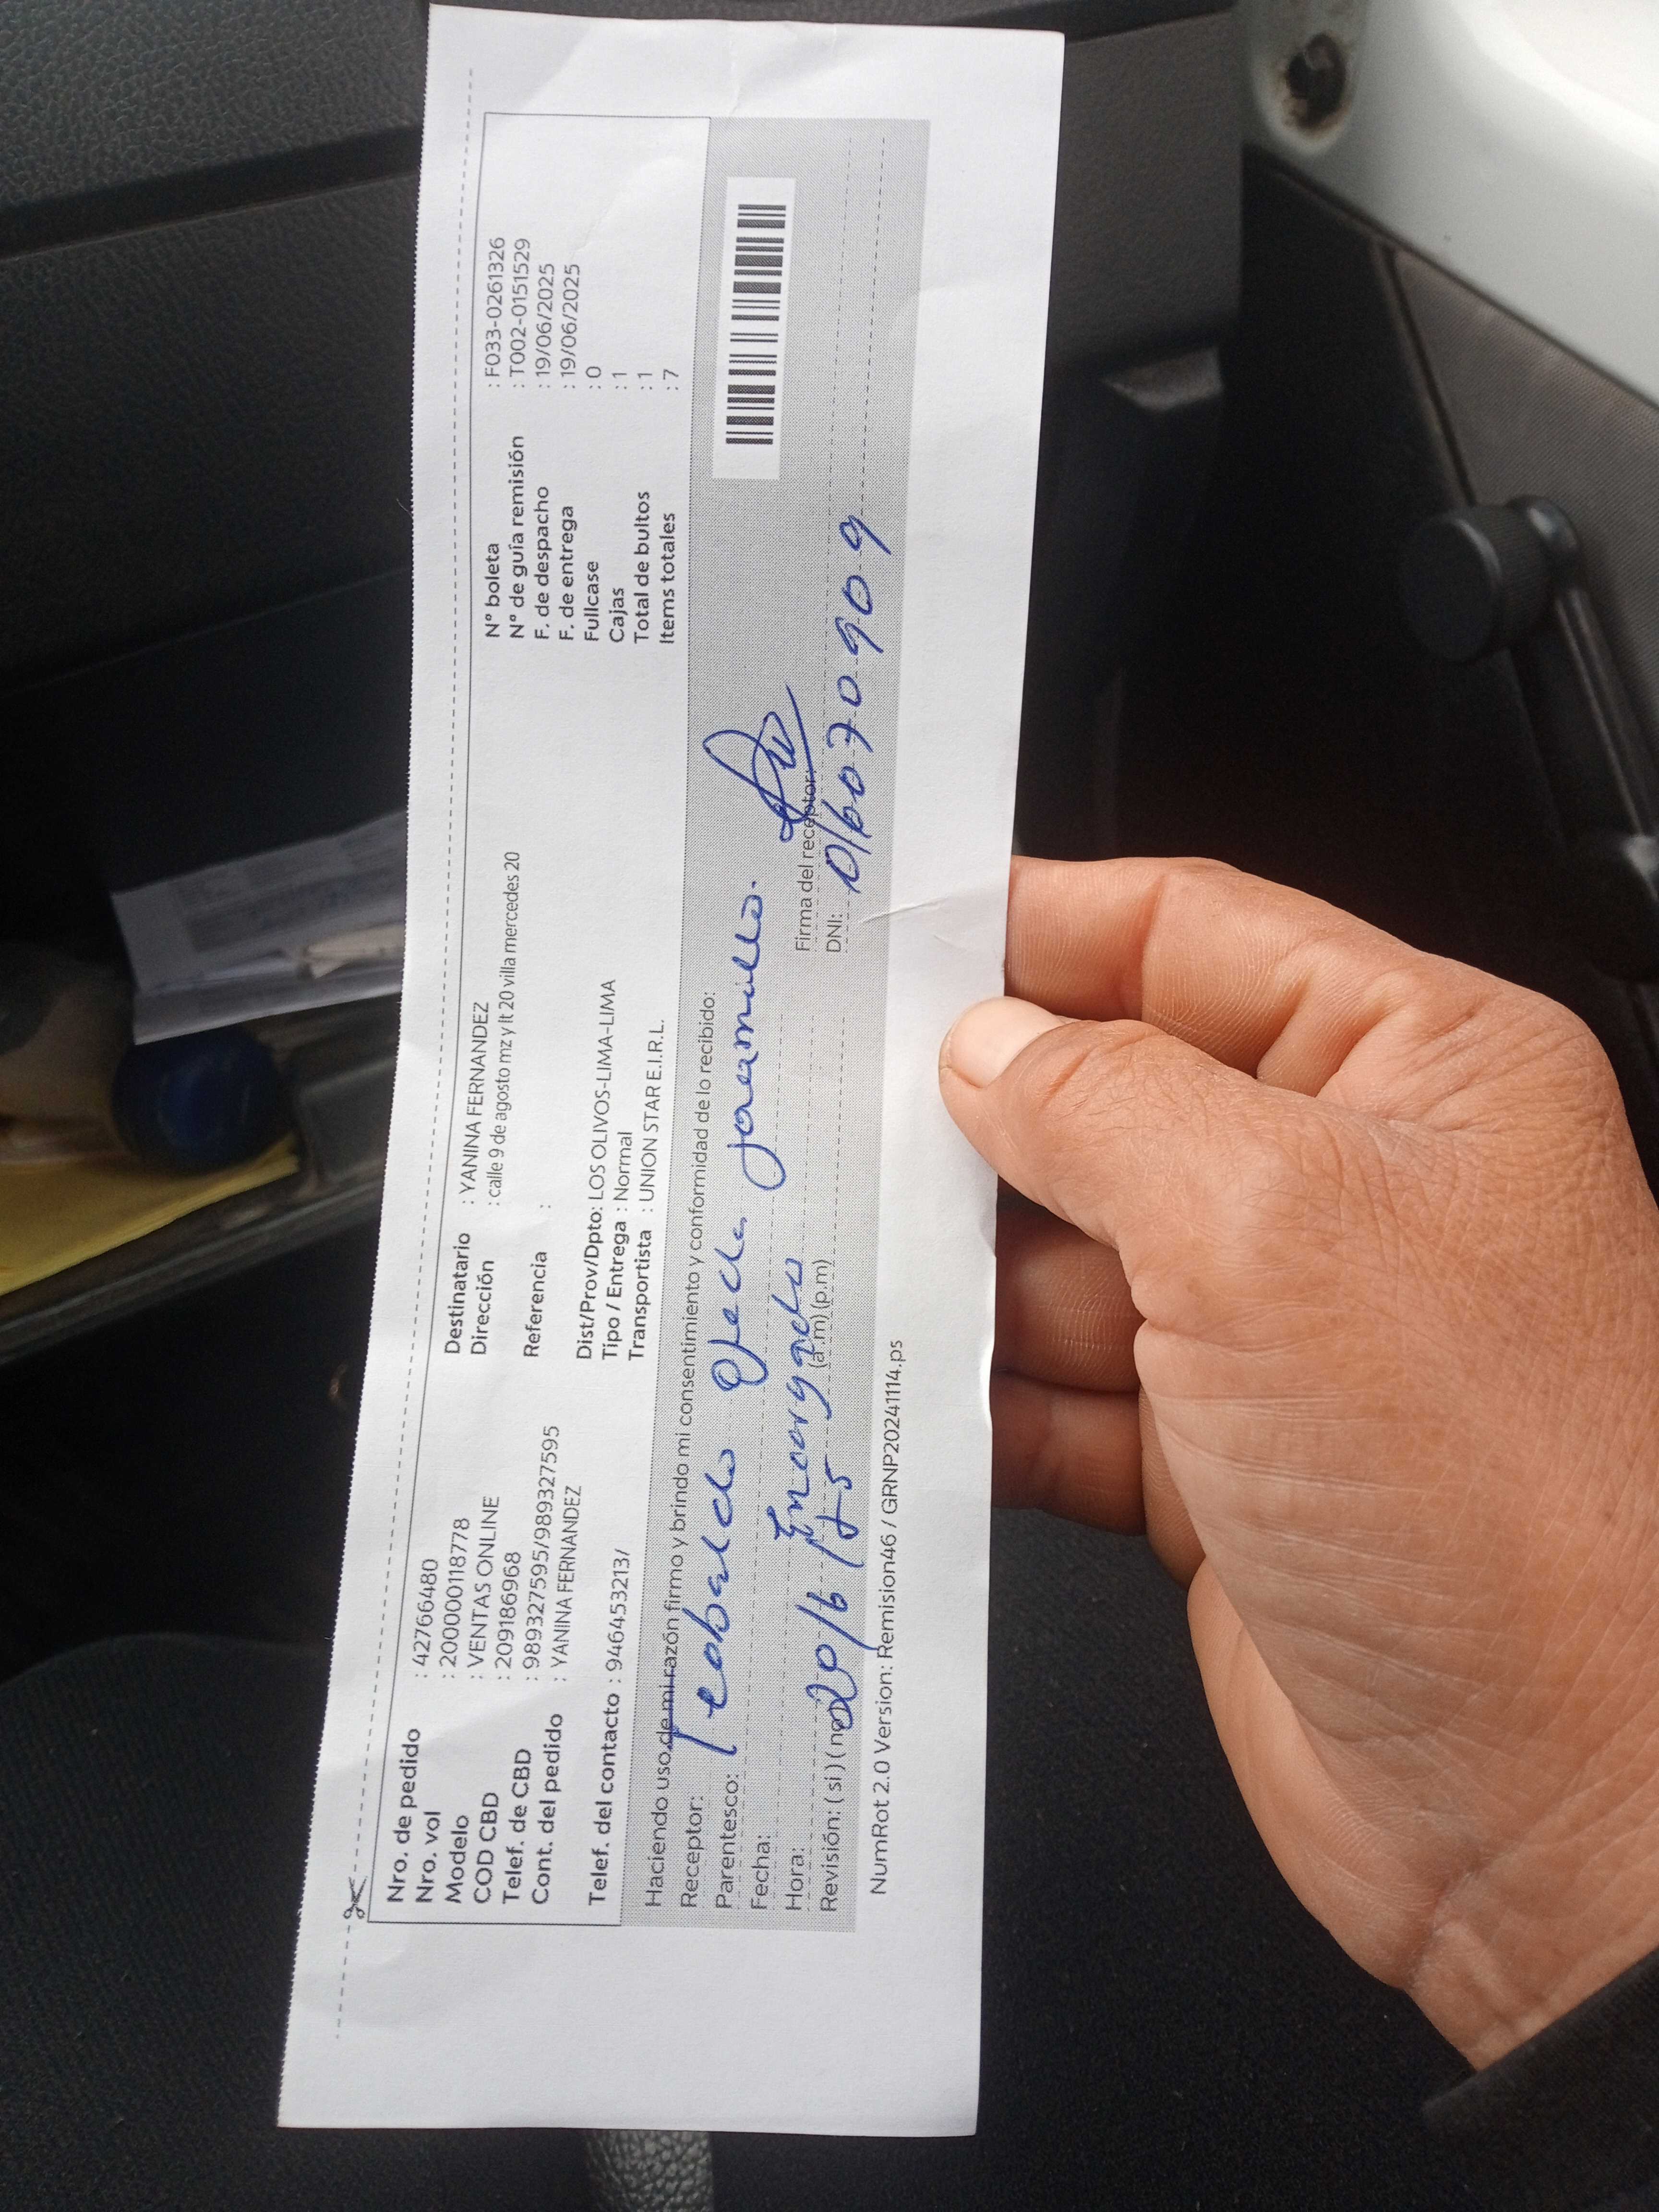 Nro. de pedido : 42766480
Nro. vol : 2000000118778
Modelo : VENTAS ONLINE
COD CBD : 209186968
Telef. de CBD : 989327595/989327595
Cont. del pedido : YANINA FERNANDEZ
Telef. del contacto : 946453213/
Destinatario : YANINA FERNANDEZ
Dirección : calle 9 de agosto mz y lt 20 villa mercedes 20
Referencia :
Dist/Prov/Dpto: LOS OLIVOS-LIMA-LIMA
Tipo / Entrega : Normal
Transportista : UNION STAR E.I.R.L.
N° boleta : F033-0261326
N° de guía remisión : T002-0151529
F. de despacho : 19/06/2025
F. de entrega : 19/06/2025
Fullcase : 0
Cajas : 1
Total de bultos : 1
Items totales : 7
Haciendo uso de mi razón firmo y brindo mi consentimiento y conformidad de lo recibido:
Receptor: Teobaldo Ojeda Jaramillo.
Parentesco:
Fecha:
Hora: (a.m) (p.m)
Revisión: ( si ) ( no
20/6/25
Firma del receptor:
DNI: 016070909
NumRot 2.0 Version: Remision46 / GRNP20241114.ps